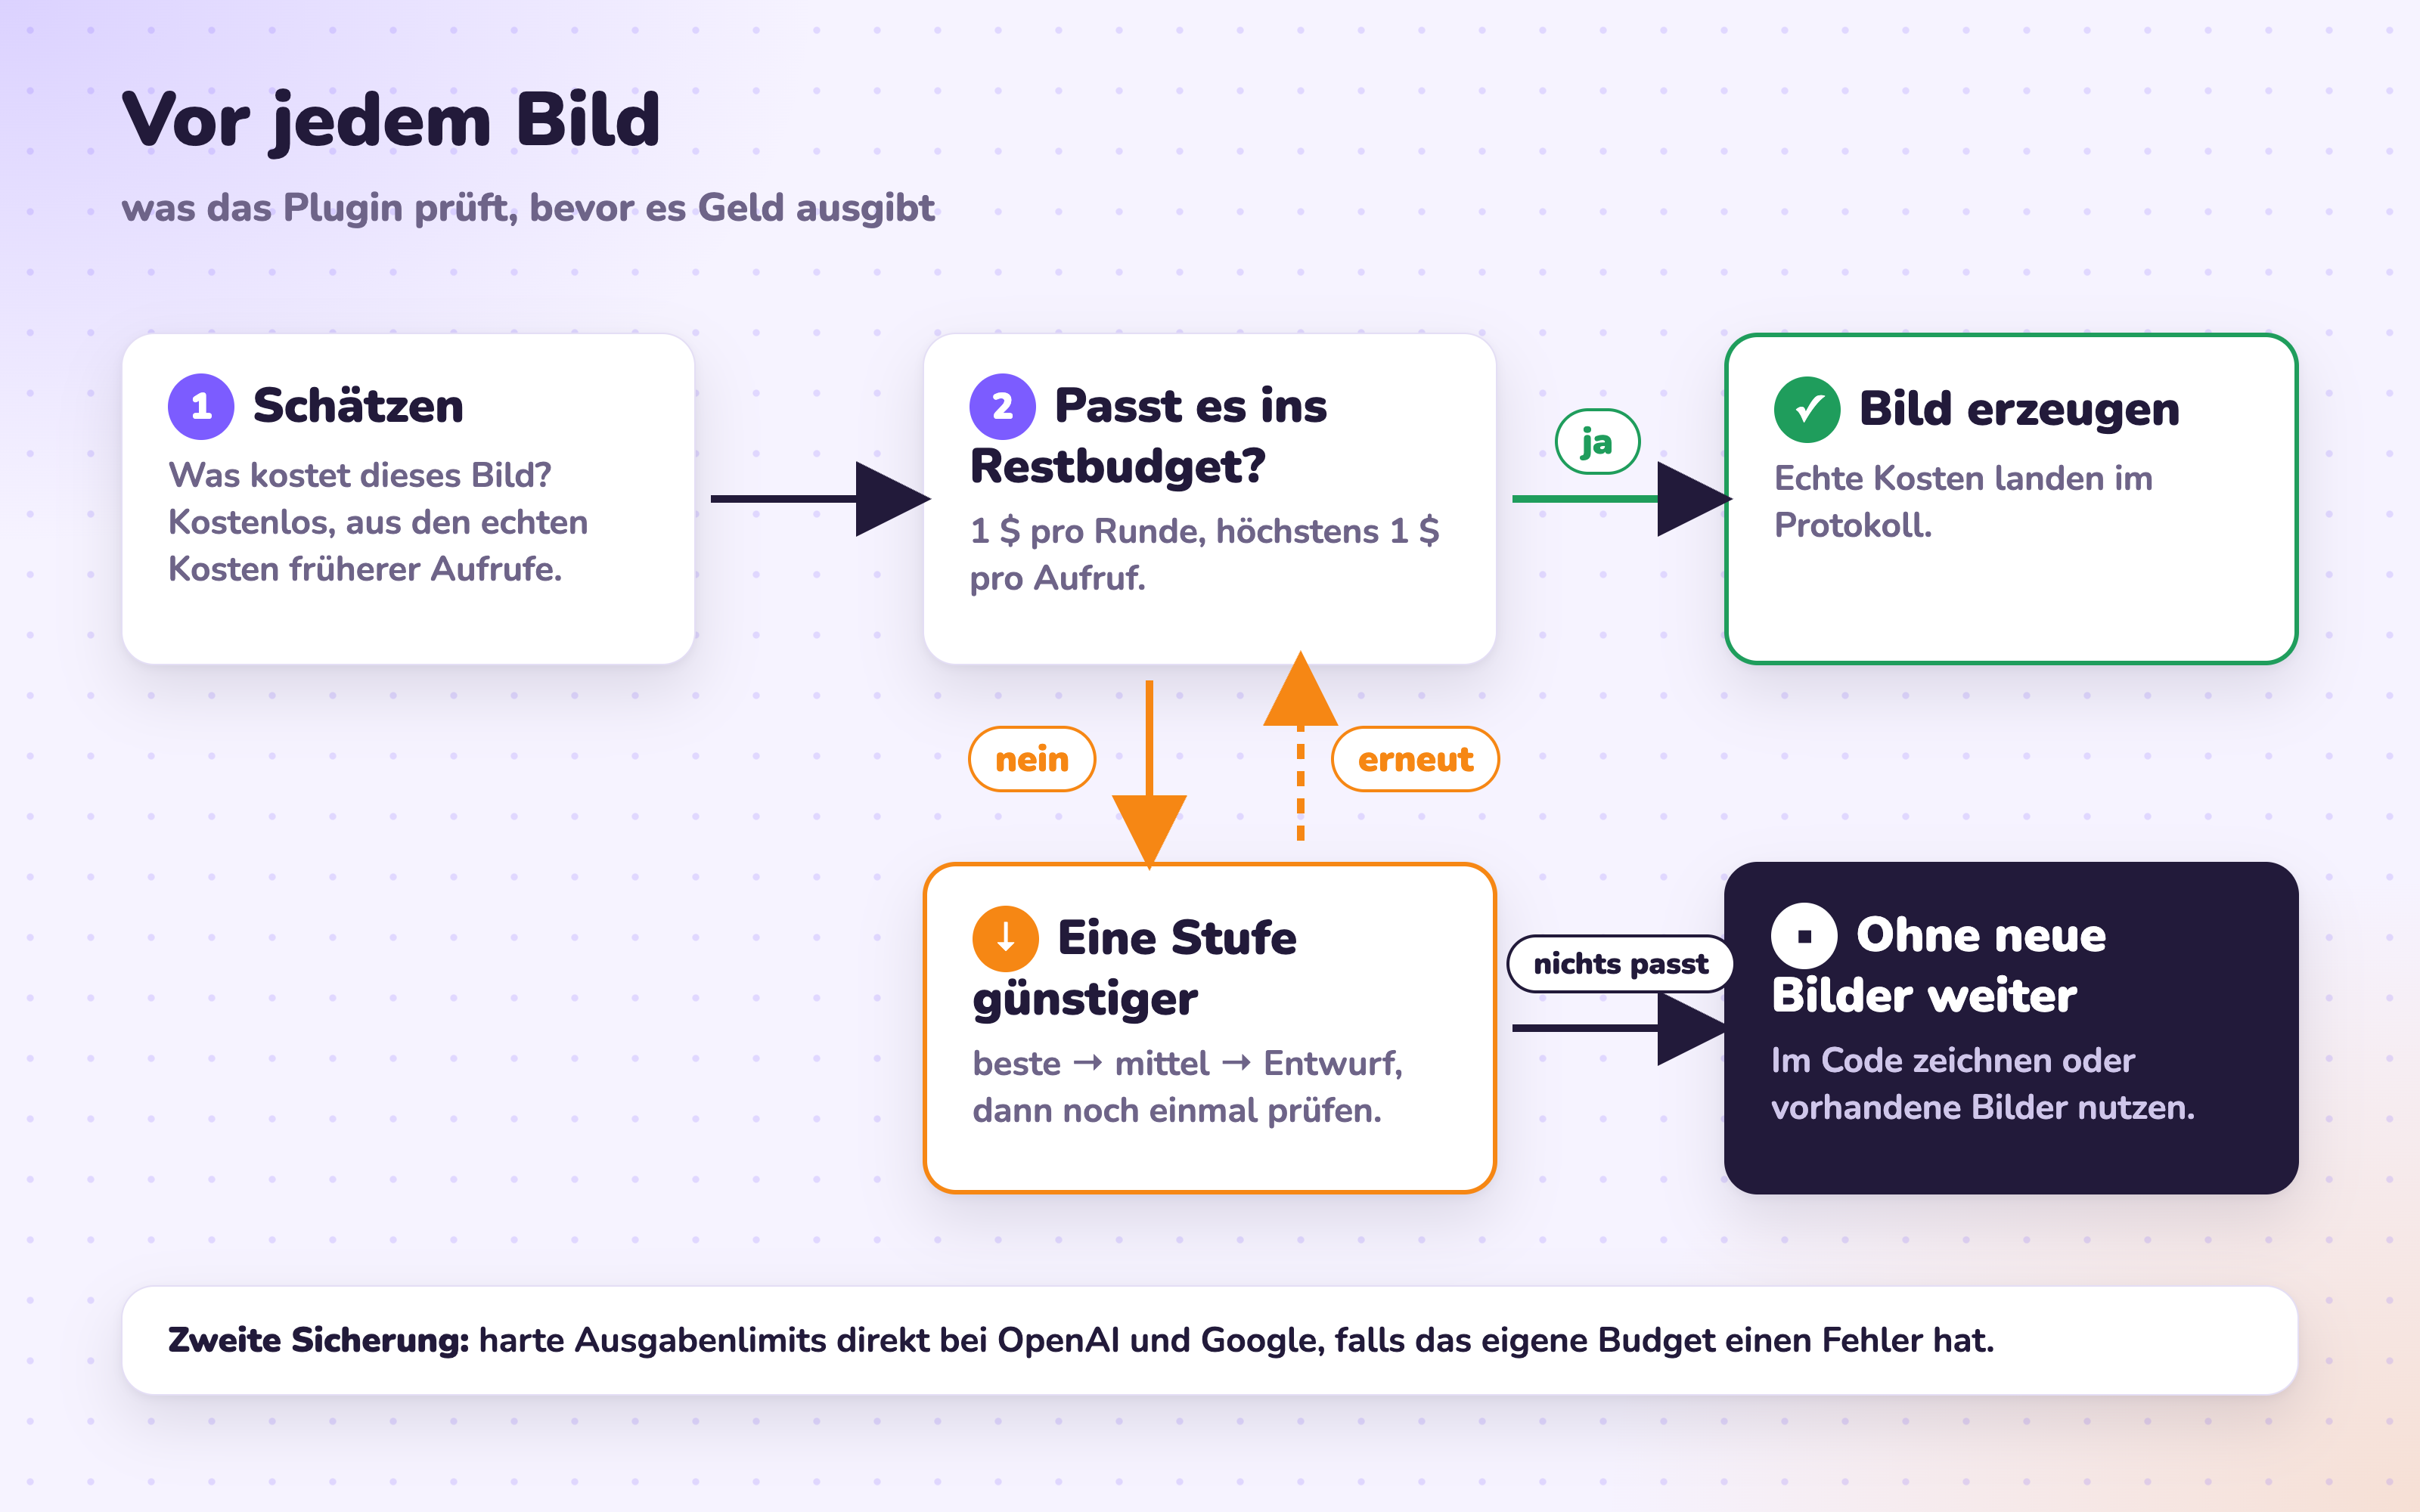 Vor jedem Bild
was das Plugin prüft, bevor es Geld ausgibt
1 Schätzen
Was kostet dieses Bild?
Kostenlos, aus den echten
Kosten früherer Aufrufe.
2 Passt es ins
Restbudget?
1 $ pro Runde, höchstens 1 $
pro Aufruf.
ja
✓ Bild erzeugen
Echte Kosten landen im
Protokoll.
nein
erneut
↓ Eine Stufe
günstiger
beste → mittel → Entwurf,
dann noch einmal prüfen.
nichts passt
▪ Ohne neue
Bilder weiter
Im Code zeichnen oder
vorhandene Bilder nutzen.
Zweite Sicherung: harte Ausgabenlimits direkt bei OpenAI und Google, falls das eigene Budget einen Fehler hat.